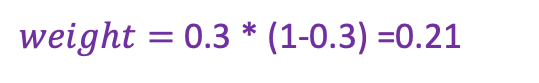 weight = 0.3 * (1-0.3) =0.21